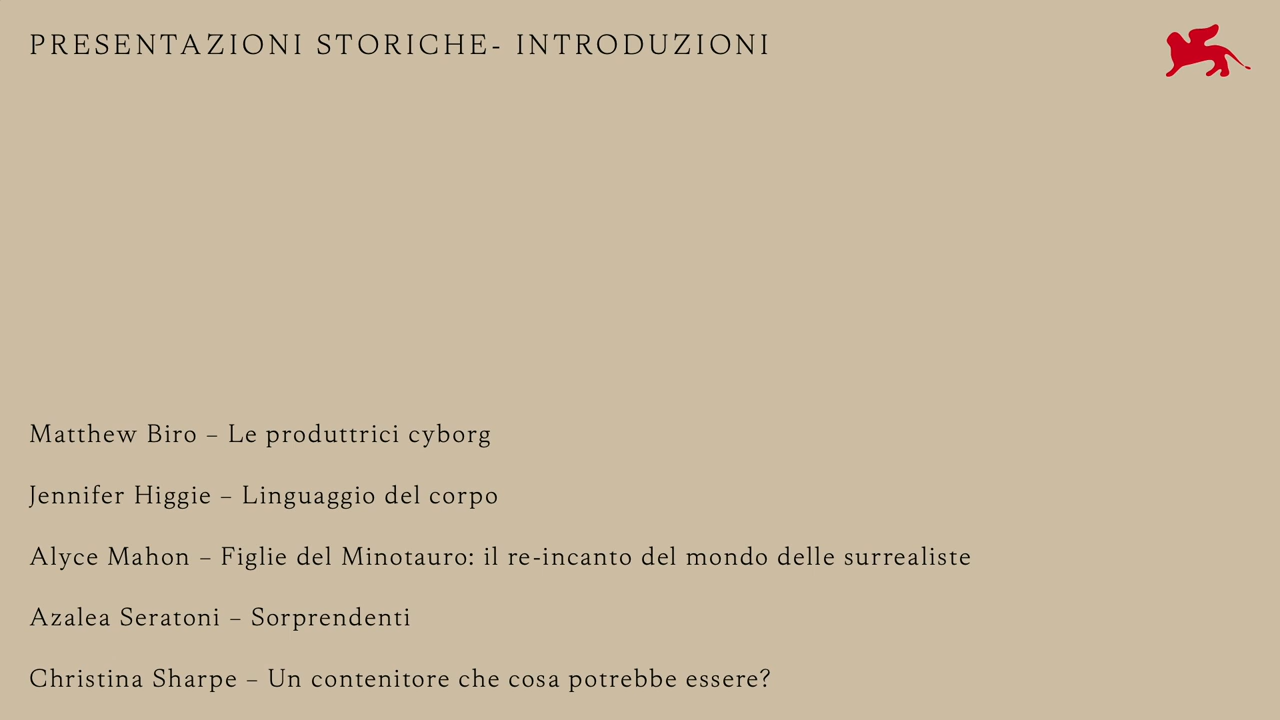 PRESENTAZIONI STORICHE- INTRODUZIONI
Matthew Biro – Le produttrici cyborg
Jennifer Higgie – Linguaggio del corpo
Alyce Mahon – Figlie del Minotauro: il re-incanto del mondo delle surrealiste
Azalea Seratoni – Sorprendenti
Christina Sharpe – Un contenitore che cosa potrebbe essere?